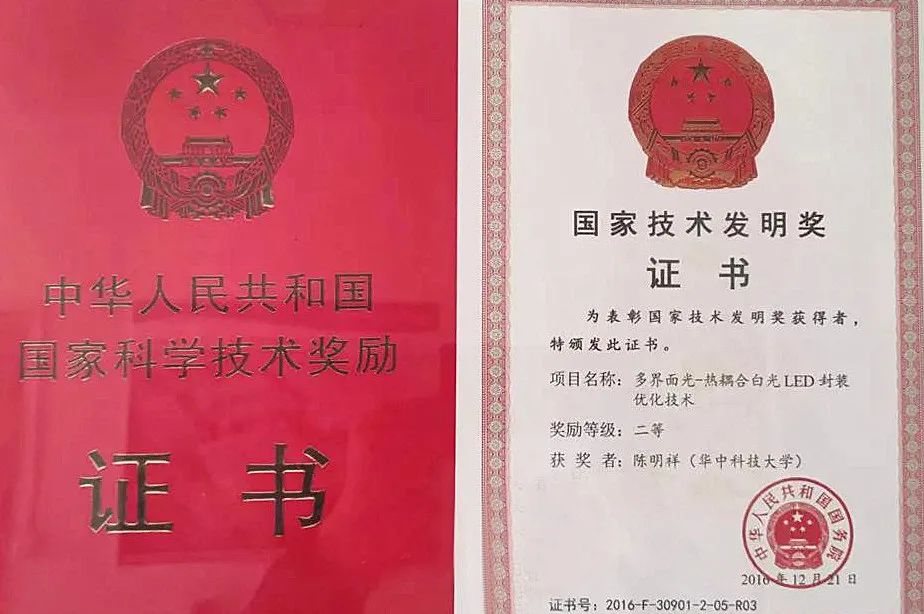 中华人民共和国
国家科学技术奖励
证书
国家技术发明奖
证书
为表彰国家技术发明奖获得者，
特颁发此证书。
项目名称：多界面光-热耦合白光LED封装
优化技术
奖励等级：二等
获奖者：陈明祥（华中科技大学）
中华人民共和国国务院
2016年12月21日
证书号：2016-F-30901-2-05-R03